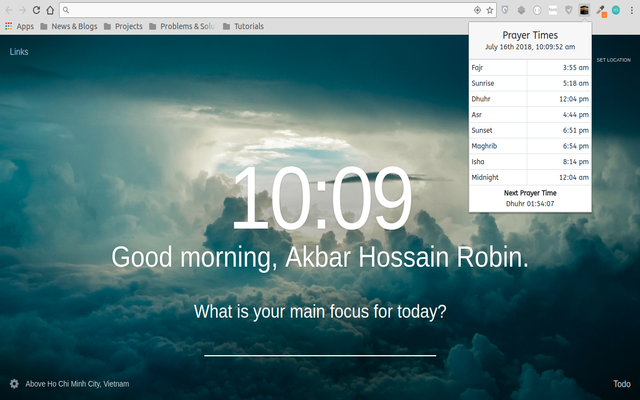 Apps
News & Blogs
Projects
Problems & Solu
Tutorials
Links
Prayer Times
July 16th 2018, 10:09:52 am
SET LOCATION
Fajr 3:55 am
Sunrise 5:18 am
Dhuhr 12:04 pm
Asr 4:44 pm
Sunset 6:51 pm
Maghrib 6:54 pm
Isha 8:14 pm
Midnight 12:04 am
Next Prayer Time
Dhuhr 01:54:07
10:09
Good morning, Akbar Hossain Robin.
What is your main focus for today?
Above Ho Chi Minh City, Vietnam
Todo